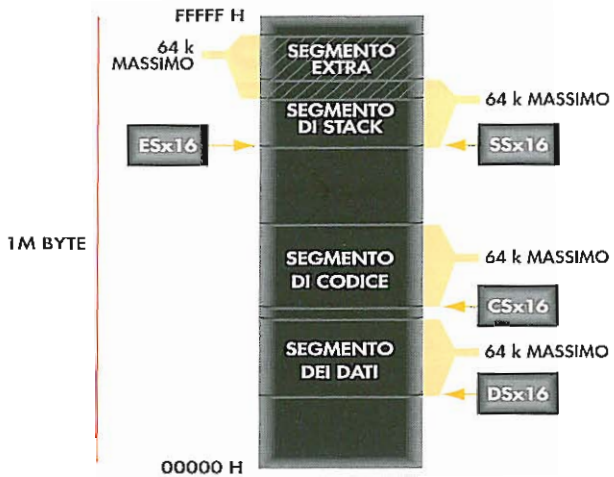 FFFFF H
64 k
MASSIMO
SEGMENTO
EXTRA
64 k MASSIMO
SEGMENTO
DI STACK
ESx16
SSx16
1M BYTE
SEGMENTO
DI CODICE
64 k MASSIMO
CSx16
SEGMENTO
DEI DATI
64 k MASSIMO
DSx16
00000 H